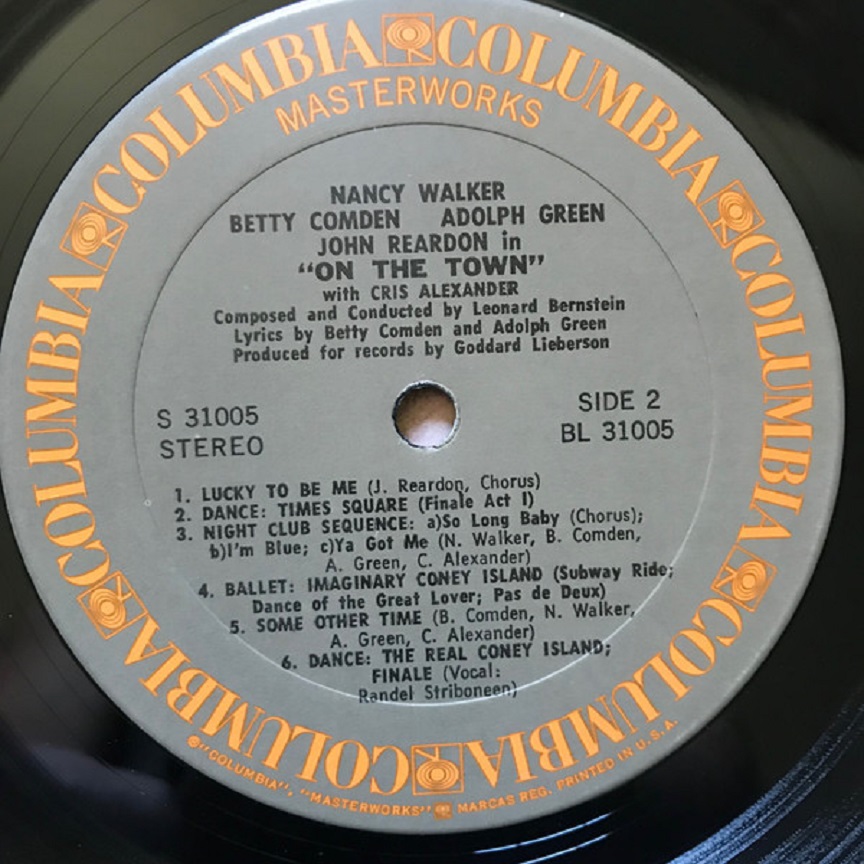 COLUMBIA COLUMBIA COLUMBIA COLUMBIA COLUMBIA COLUMBIA COLUMBIA
MASTERWORKS
NANCY WALKER
BETTY COMDEN ADOLPH GREEN
JOHN REARDON in
"ON THE TOWN"
with CRIS ALEXANDER
Composed and Conducted by Leonard Bernstein
Lyrics by Betty Comden and Adolph Green
Produced for records by Goddard Lieberson
S 31005
STEREO
SIDE 2
BL 31005
1. LUCKY TO BE ME (J. Reardon, Chorus)
2. DANCE: TIMES SQUARE (Finale Act I)
3. NIGHT CLUB SEQUENCE: a)So Long Baby (Chorus);
b)I'm Blue; c)Ya Got Me (N. Walker, B. Comden,
A. Green, C. Alexander)
4. BALLET: IMAGINARY CONEY ISLAND (Subway Ride;
Dance of the Great Lover; Pas de Deux)
5. SOME OTHER TIME (B. Comden, N. Walker,
A. Green, C. Alexander)
6. DANCE: THE REAL CONEY ISLAND;
FINALE (Vocal:
Randel Striboneen)
®"COLUMBIA", "MASTERWORKS" MARCAS REG. PRINTED IN U.S.A.